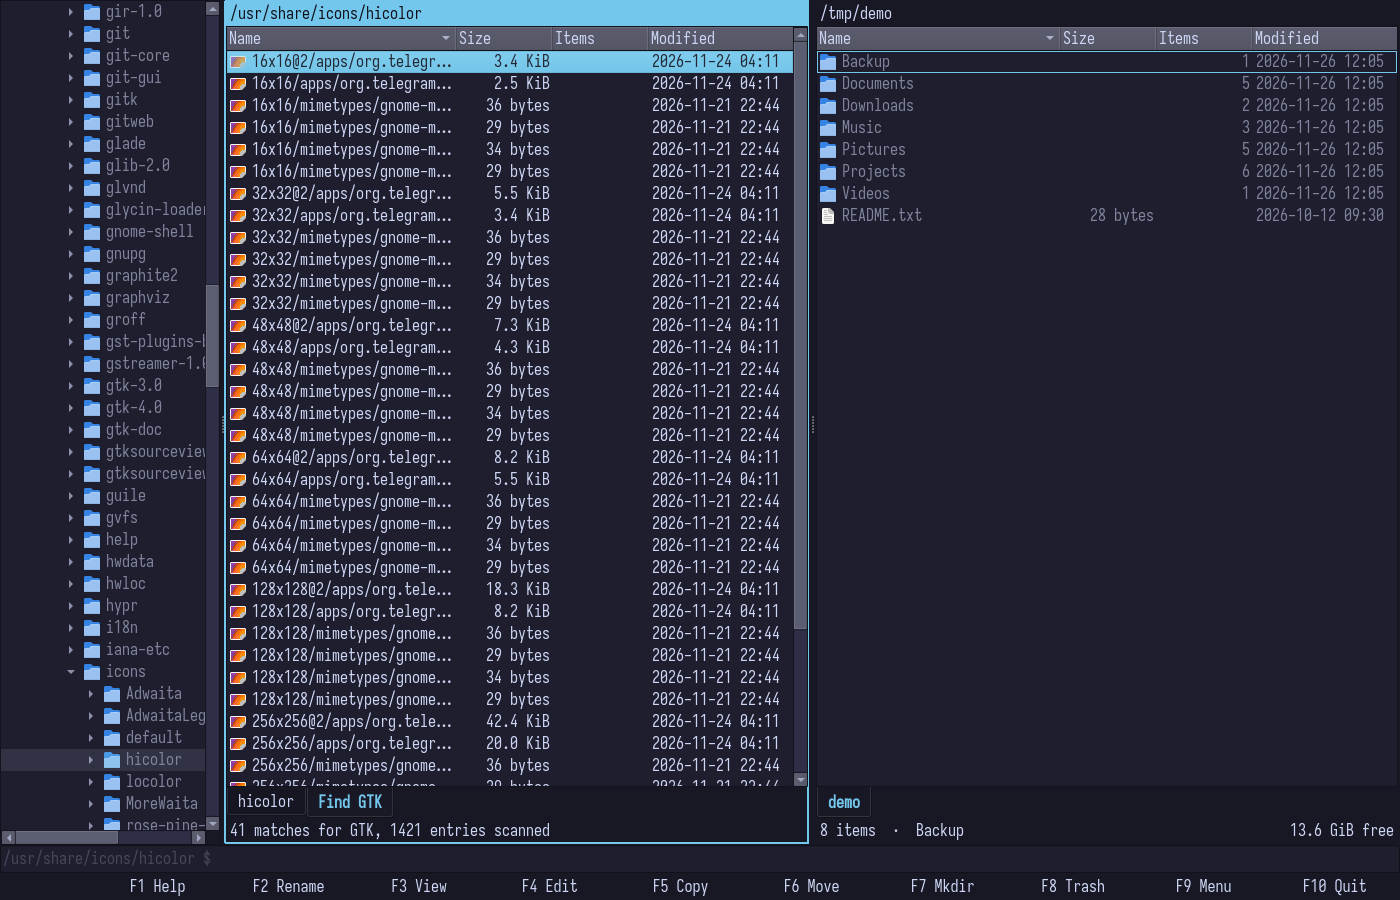 gir-1.0
git
git-core
git-gui
gitk
gitweb
glade
glib-2.0
glvnd
glycin-loader
gnome-shell
gnupg
graphite2
graphviz
groff
gst-plugins-b
gstreamer-1.0
gtk-3.0
gtk-4.0
gtk-doc
gtksourceview
gtksourceview
guile
gvfs
help
hwdata
hwloc
hypr
i18n
iana-etc
icons
Adwaita
AdwaitaLeg
default
hicolor
locolor
MoreWaita
rose-pine-
/usr/share/icons/hicolor
Name Size Items Modified
16x16@2/apps/org.telegr... 3.4 KiB 2026-11-24 04:11
16x16/apps/org.telegram... 2.5 KiB 2026-11-24 04:11
16x16/mimetypes/gnome-m... 36 bytes 2026-11-21 22:44
16x16/mimetypes/gnome-m... 29 bytes 2026-11-21 22:44
16x16/mimetypes/gnome-m... 34 bytes 2026-11-21 22:44
16x16/mimetypes/gnome-m... 29 bytes 2026-11-21 22:44
32x32@2/apps/org.telegr... 5.5 KiB 2026-11-24 04:11
32x32/apps/org.telegram... 3.4 KiB 2026-11-24 04:11
32x32/mimetypes/gnome-m... 36 bytes 2026-11-21 22:44
32x32/mimetypes/gnome-m... 29 bytes 2026-11-21 22:44
32x32/mimetypes/gnome-m... 34 bytes 2026-11-21 22:44
32x32/mimetypes/gnome-m... 29 bytes 2026-11-21 22:44
48x48@2/apps/org.telegr... 7.3 KiB 2026-11-24 04:11
48x48/apps/org.telegram... 4.3 KiB 2026-11-24 04:11
48x48/mimetypes/gnome-m... 36 bytes 2026-11-21 22:44
48x48/mimetypes/gnome-m... 29 bytes 2026-11-21 22:44
48x48/mimetypes/gnome-m... 34 bytes 2026-11-21 22:44
48x48/mimetypes/gnome-m... 29 bytes 2026-11-21 22:44
64x64@2/apps/org.telegr... 8.2 KiB 2026-11-24 04:11
64x64/apps/org.telegram... 5.5 KiB 2026-11-24 04:11
64x64/mimetypes/gnome-m... 36 bytes 2026-11-21 22:44
64x64/mimetypes/gnome-m... 29 bytes 2026-11-21 22:44
64x64/mimetypes/gnome-m... 34 bytes 2026-11-21 22:44
64x64/mimetypes/gnome-m... 29 bytes 2026-11-21 22:44
128x128@2/apps/org.tele... 18.3 KiB 2026-11-24 04:11
128x128/apps/org.telegr... 8.2 KiB 2026-11-24 04:11
128x128/mimetypes/gnome... 36 bytes 2026-11-21 22:44
128x128/mimetypes/gnome... 29 bytes 2026-11-21 22:44
128x128/mimetypes/gnome... 34 bytes 2026-11-21 22:44
128x128/mimetypes/gnome... 29 bytes 2026-11-21 22:44
256x256@2/apps/org.tele... 42.4 KiB 2026-11-24 04:11
256x256/apps/org.telegr... 20.0 KiB 2026-11-24 04:11
256x256/mimetypes/gnome... 36 bytes 2026-11-21 22:44
256x256/mimetypes/gnome... 29 bytes 2026-11-21 22:44
hicolor Find GTK
41 matches for GTK, 1421 entries scanned
/tmp/demo
Name Size Items Modified
Backup 1 2026-11-26 12:05
Documents 5 2026-11-26 12:05
Downloads 2 2026-11-26 12:05
Music 3 2026-11-26 12:05
Pictures 5 2026-11-26 12:05
Projects 6 2026-11-26 12:05
Videos 1 2026-11-26 12:05
README.txt 28 bytes 2026-10-12 09:30
demo
8 items · Backup 13.6 GiB free
/usr/share/icons/hicolor $
F1 Help F2 Rename F3 View F4 Edit F5 Copy F6 Move F7 Mkdir F8 Trash F9 Menu F10 Quit